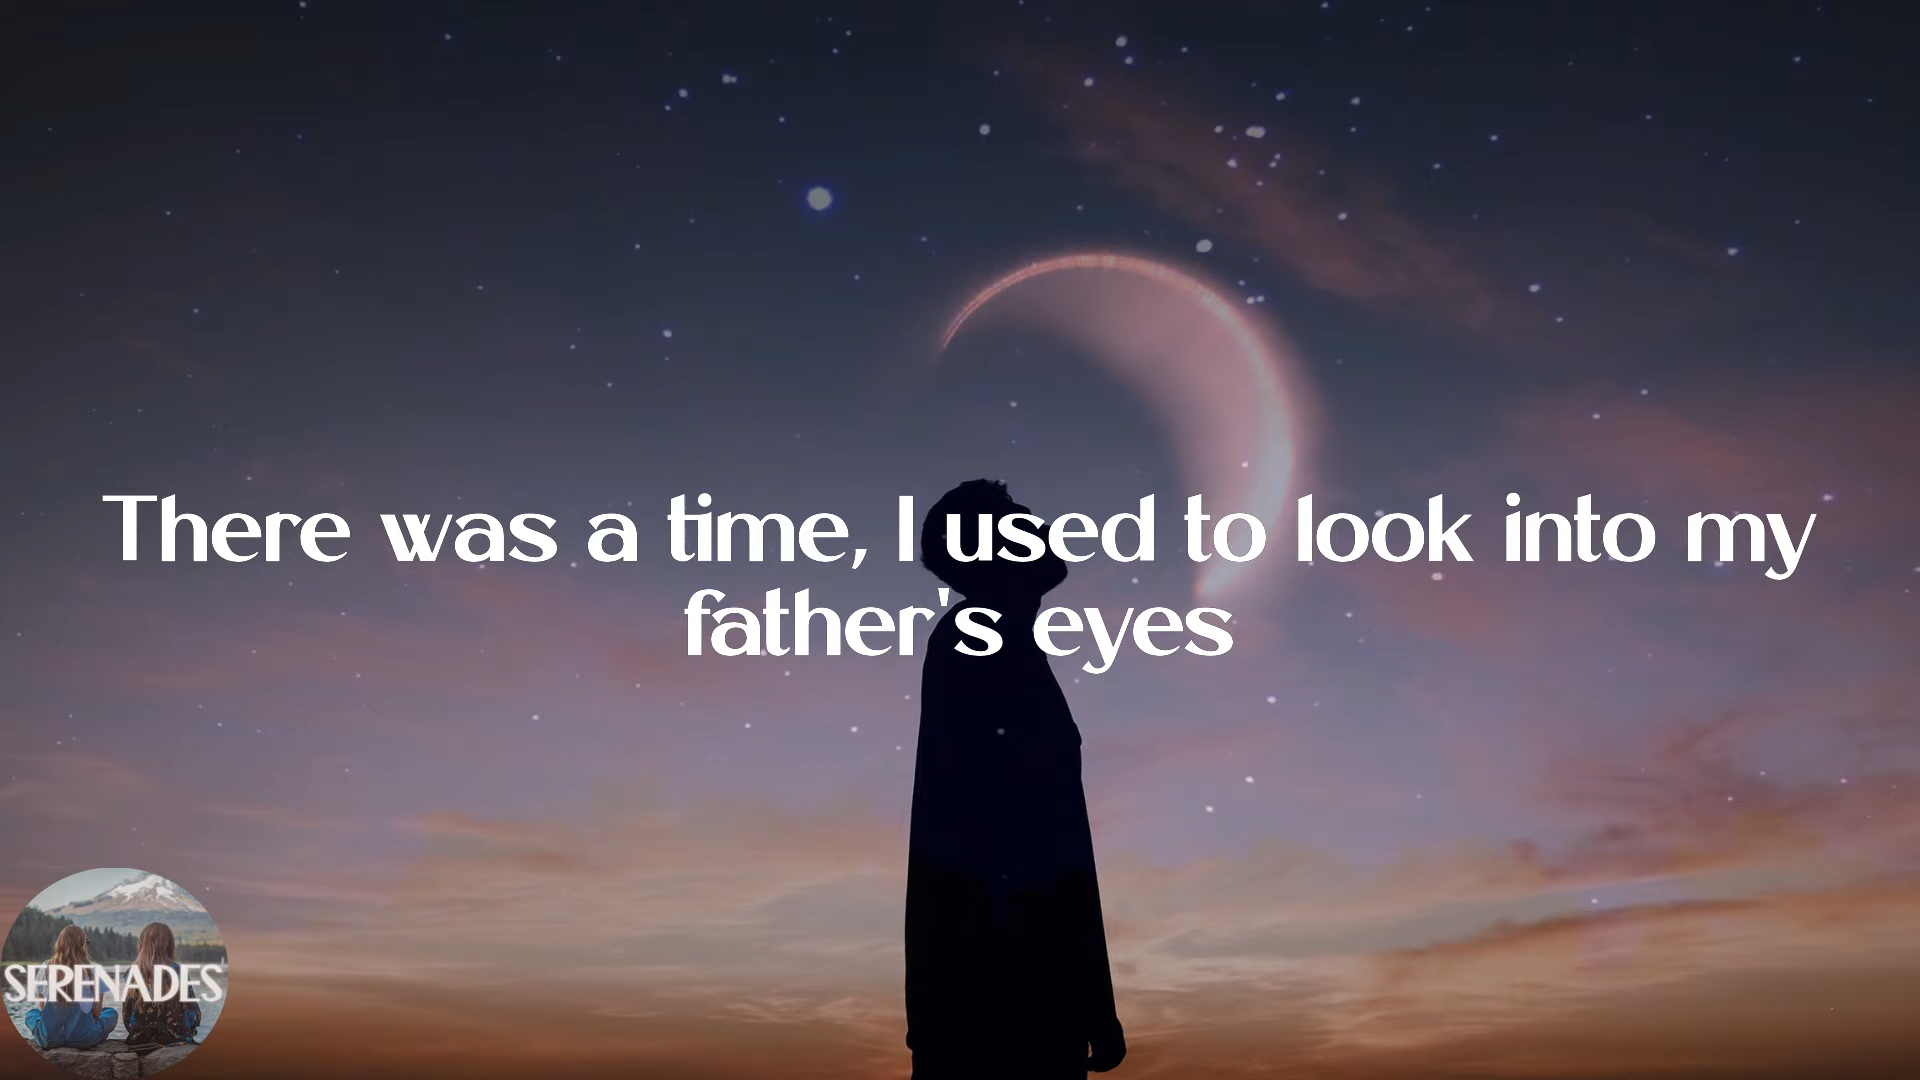 There was a time, I used to look into my
father's eyes
SERENADES